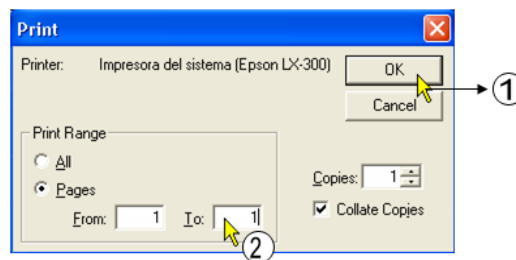 Print
Printer: Impresora del sistema (Epson LX-300)
OK
1
Cancel
Print Range
All
Pages
From: 1 To: 1
2
Copies: 1
Collate Copies